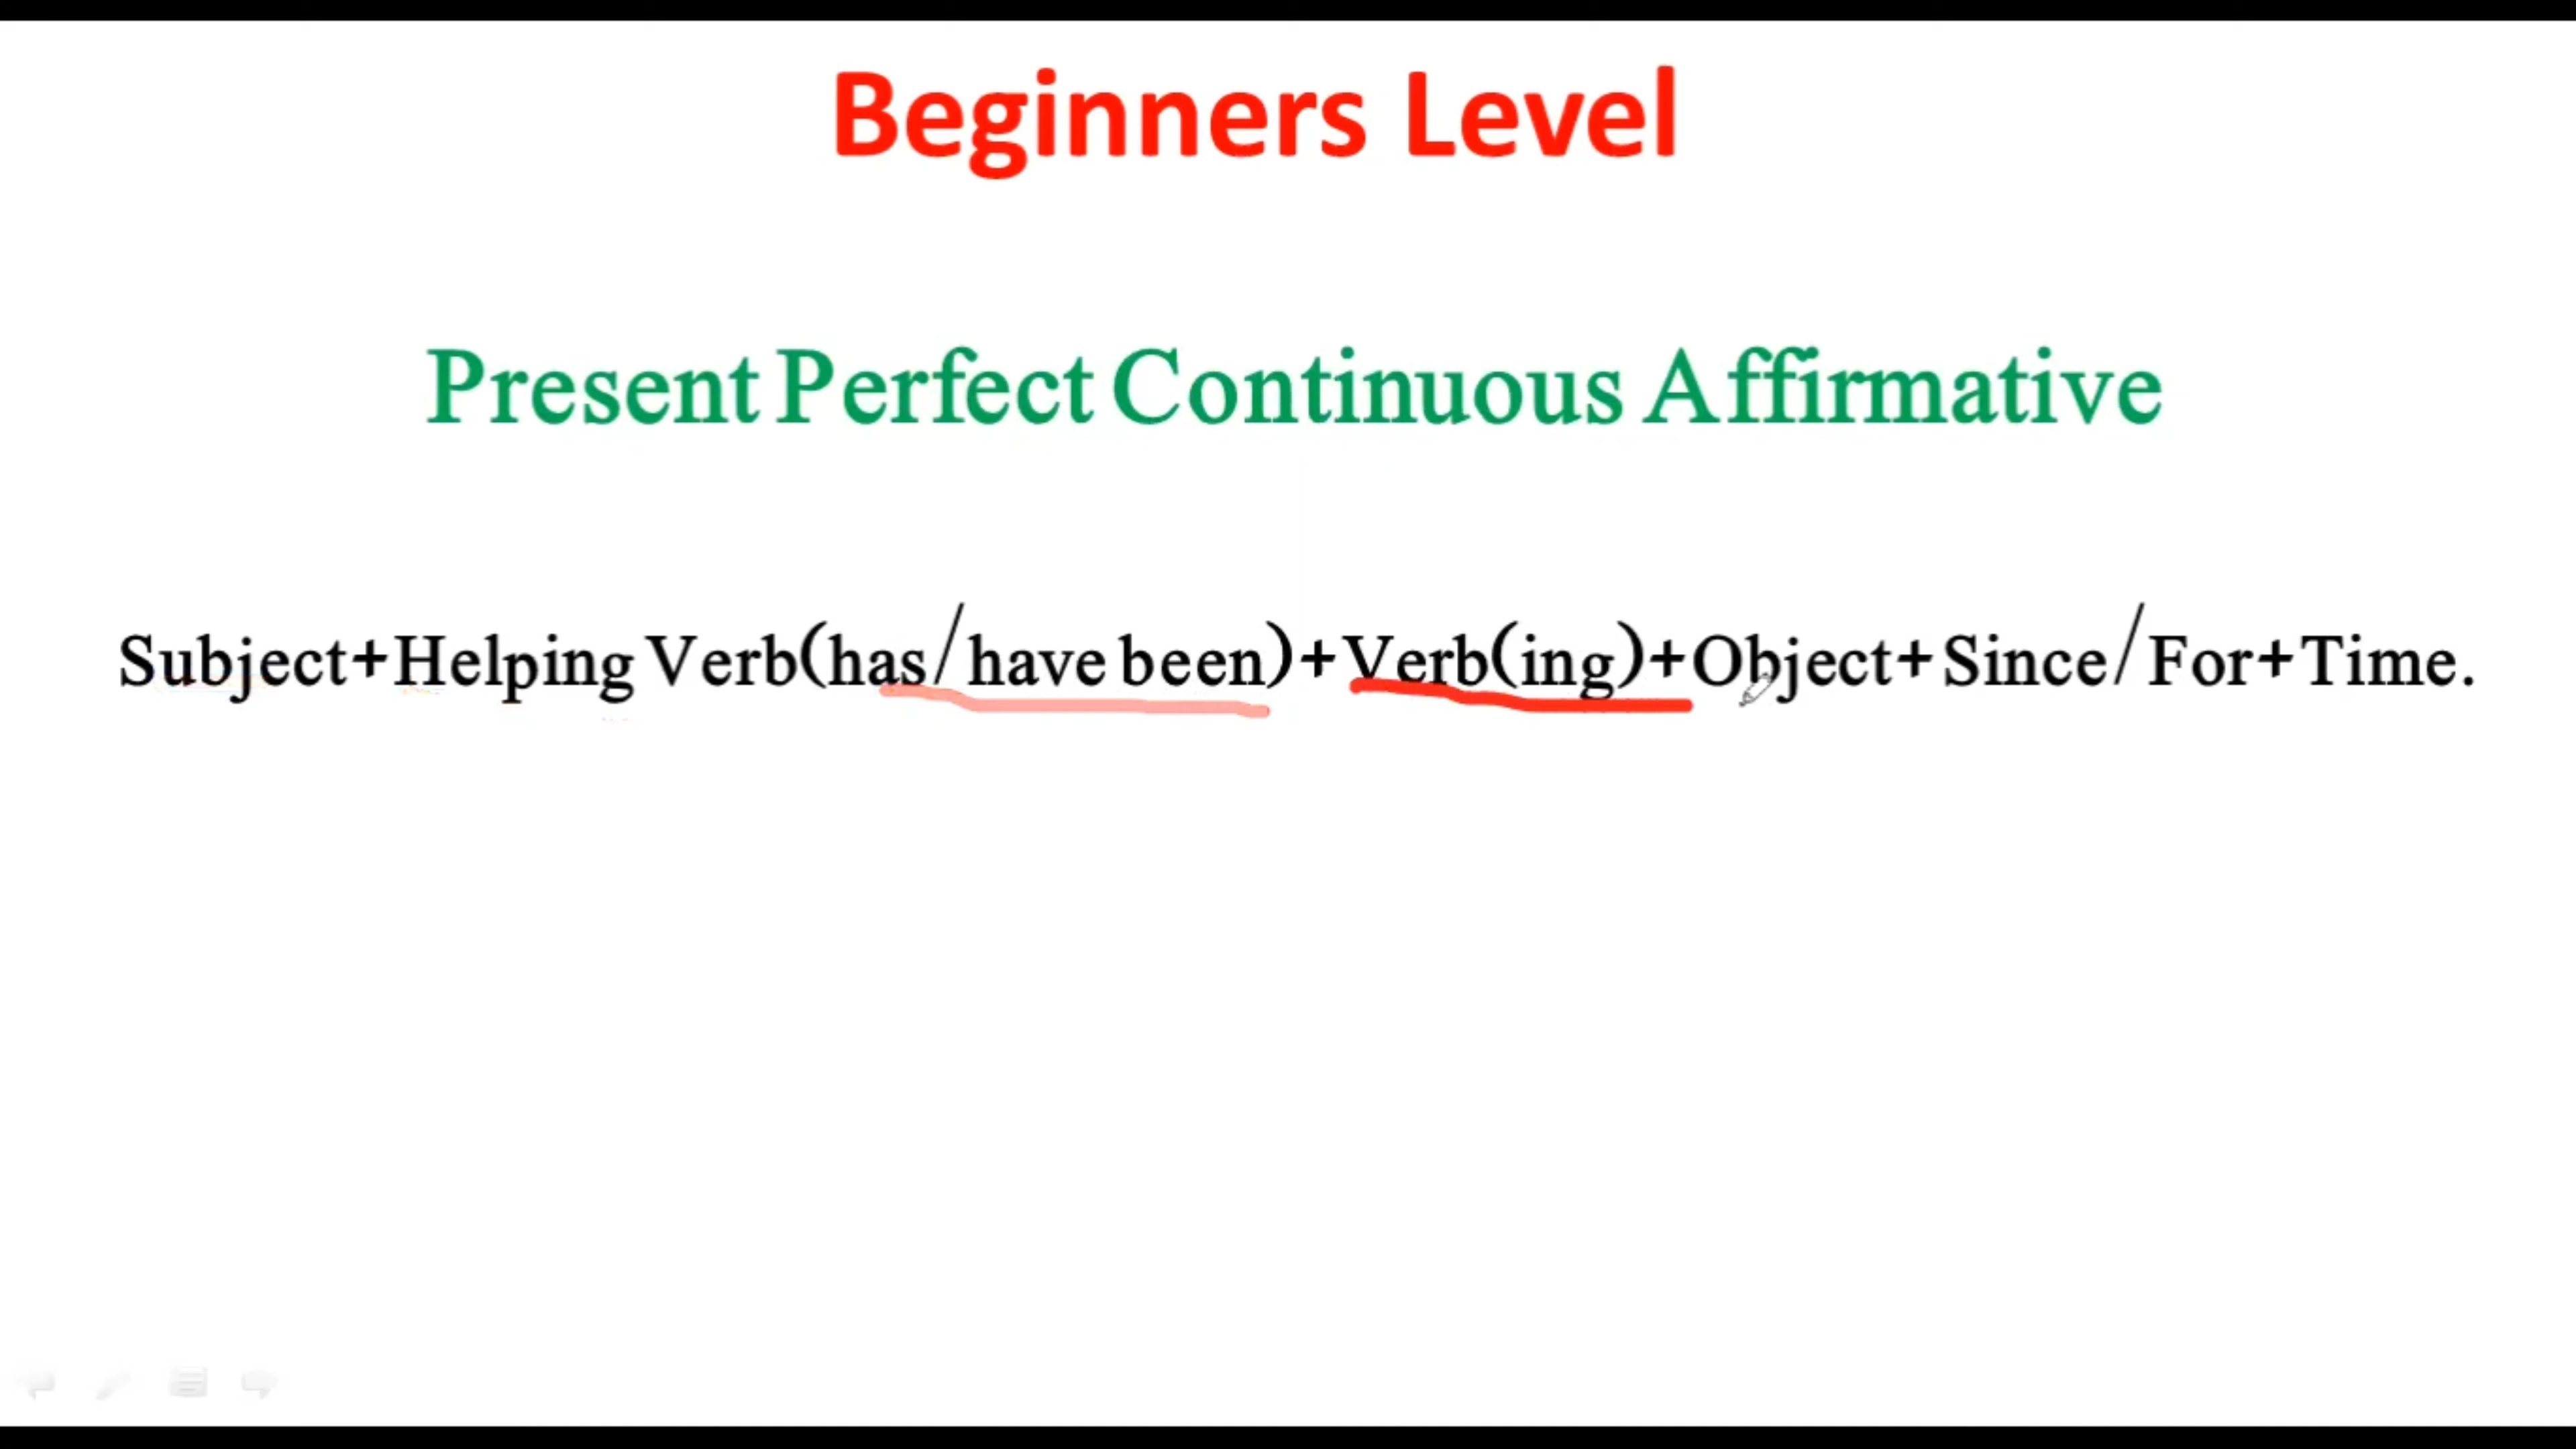 Beginners Level
Present Perfect Continuous Affirmative
Subject+Helping Verb(has/have been)+Verb(ing)+Object+Since/For+Time.